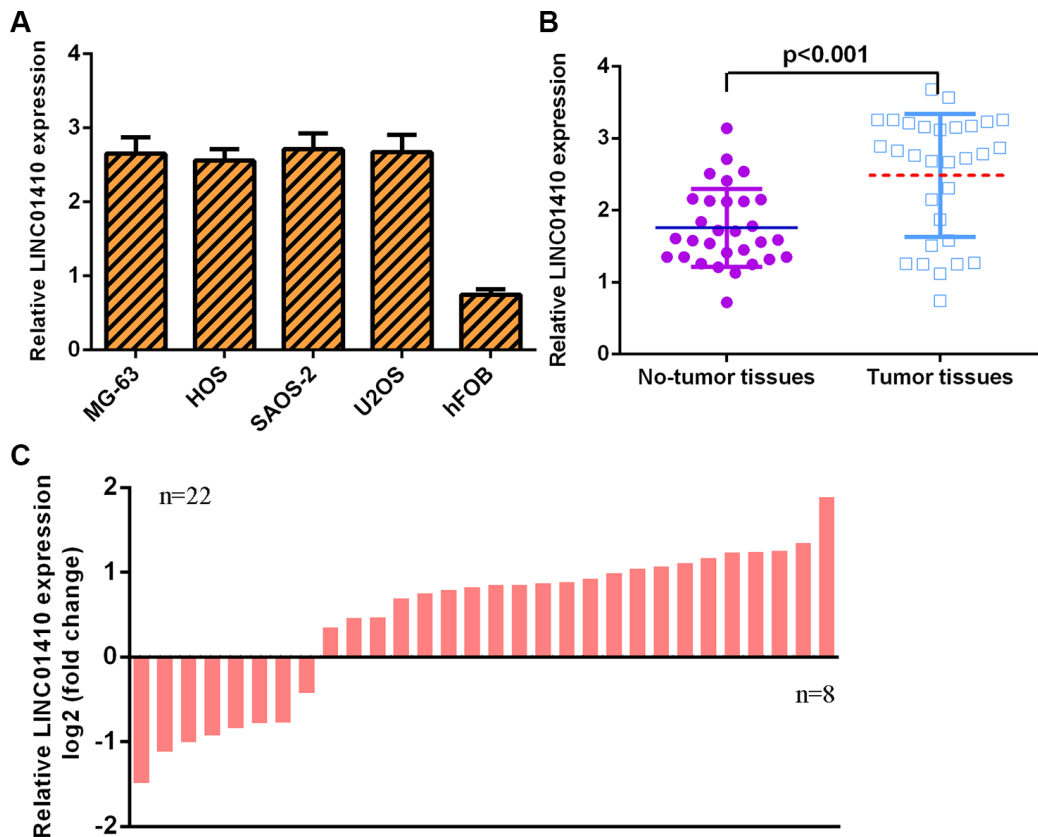 A
Relative LINC01410 expression
4
3
2
1
0
MG-63
HOS
SAOS-2
U2OS
hFOB
B
Relative LINC01410 expression
4
3
2
1
0
p<0.001
No-tumor tissues
Tumor tissues
C
Relative LINC01410 expression
log2 (fold change)
2
1
0
-1
-2
n=22
n=8